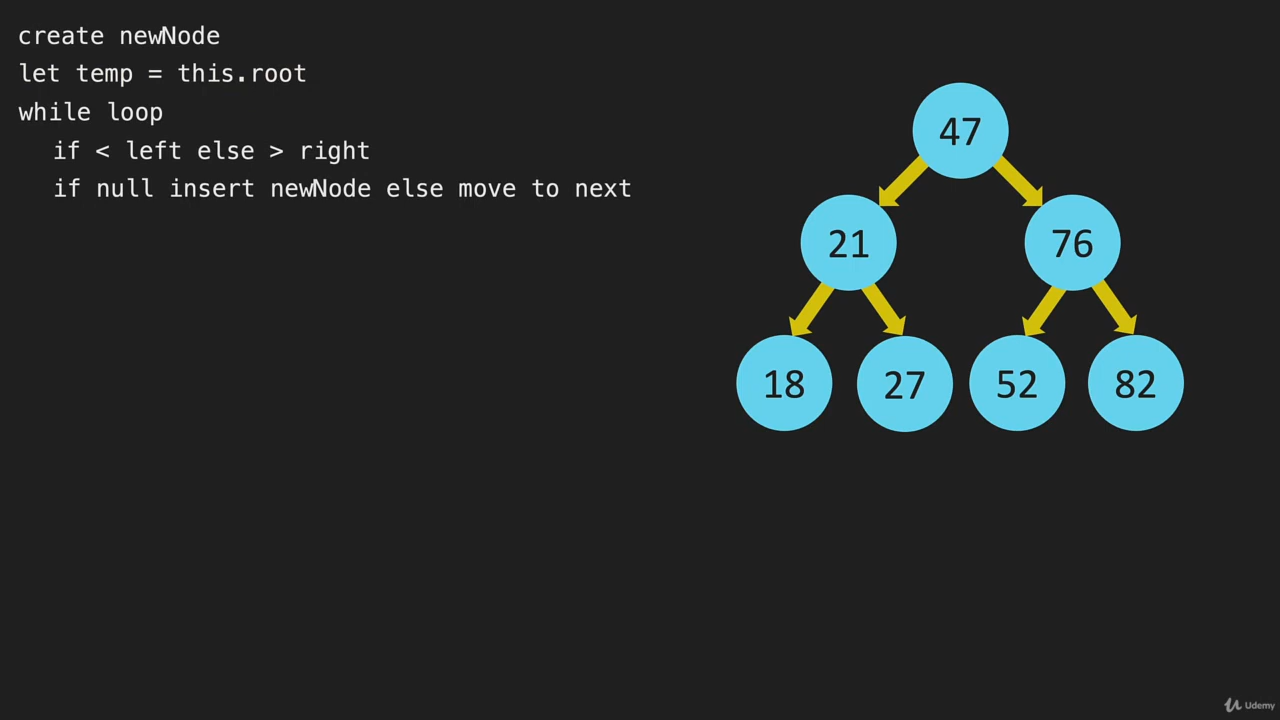 create newNode
let temp = this.root
while loop
if < left else > right
if null insert newNode else move to next
47
21
76
18
27
52
82
Udemy